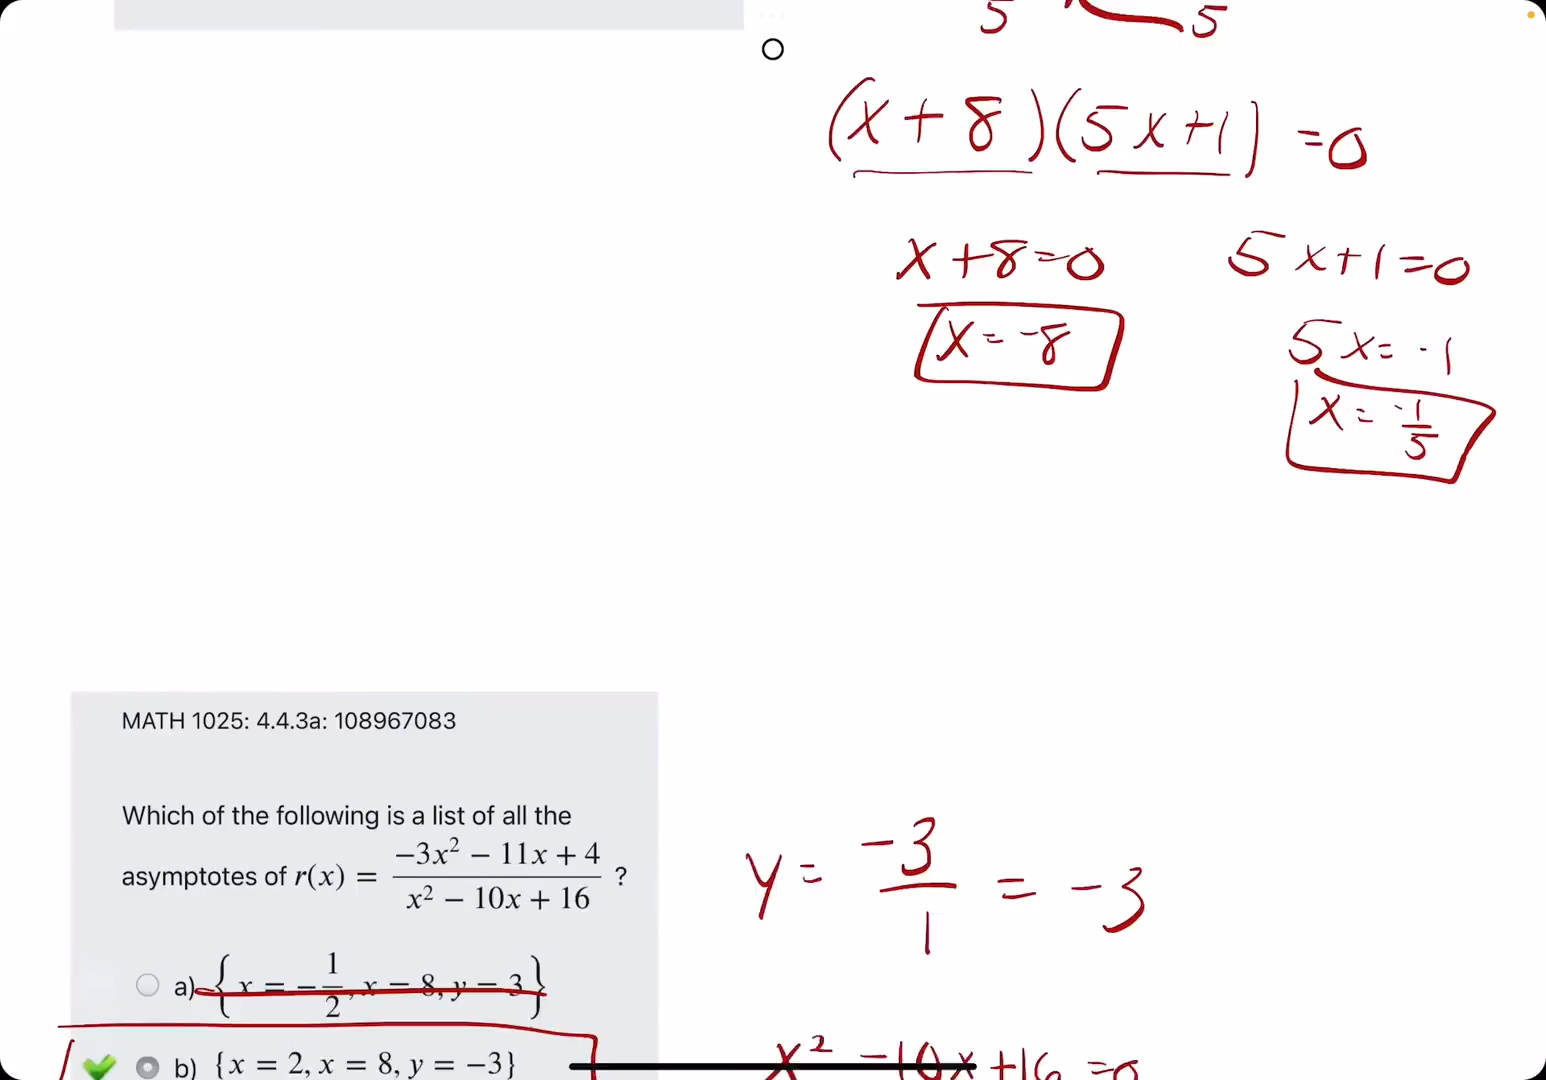 5 5
(x + 8)(5x+1) = 0
x + 8 = 0 5x + 1 = 0
x = -8 5x = -1
x = -1/5
MATH 1025: 4.4.3a: 108967083
Which of the following is a list of all the
asymptotes of r(x) = (−3x² − 11x + 4)/(x² − 10x + 16) ?
y = -3/1 = -3
a) {x = −1/2, x = 8, y = 3}
x² - 10x + 16 = 0
b) {x = 2, x = 8, y = −3}